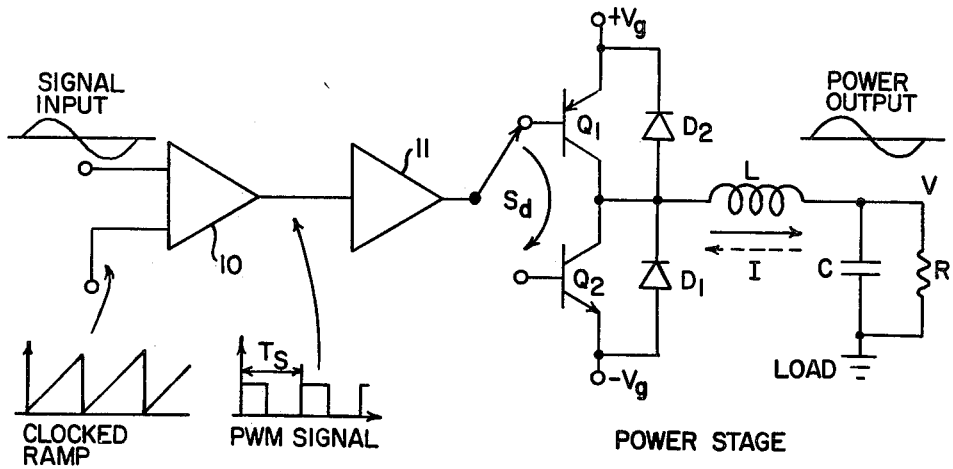 +Vg
SIGNAL
INPUT
POWER
OUTPUT
11
Q1
D2
L
V
Sd
10
I
C
R
Q2
D1
TS
-Vg
LOAD
CLOCKED
RAMP
PWM SIGNAL
POWER STAGE